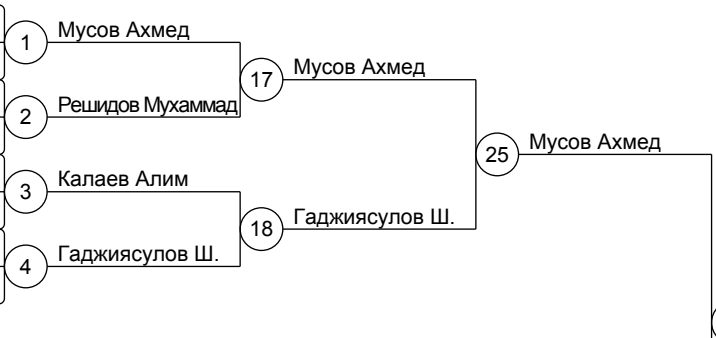 1 Мусов Ахмед
17 Мусов Ахмед
2 Решидов Мухаммад
25 Мусов Ахмед
3 Калаев Алим
18 Гаджиясулов Ш.
4 Гаджиясулов Ш.